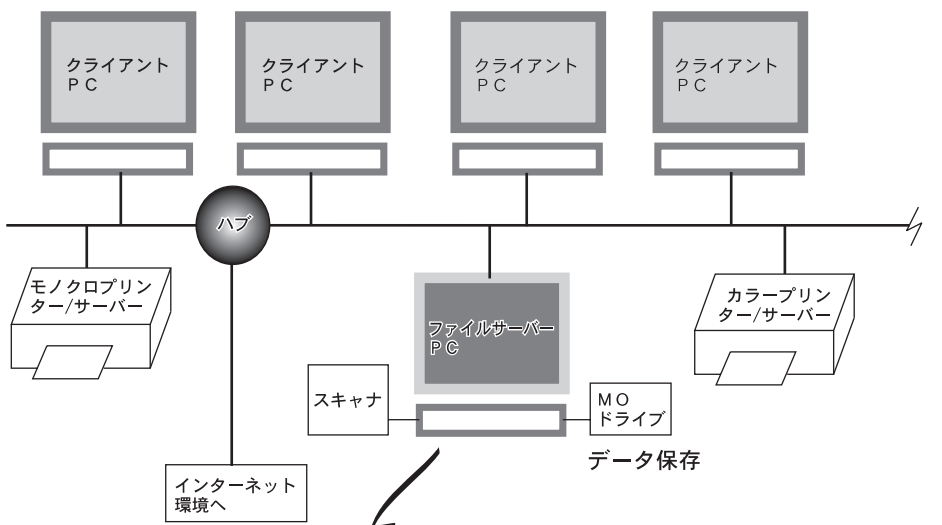 クライアント
ＰＣ
クライアント
ＰＣ
クライアント
ＰＣ
クライアント
ＰＣ
ハブ
モノクロプリン
ター/サーバー
ファイルサーバー
ＰＣ
カラープリン
ター/サーバー
スキャナ
ＭＯ
ドライブ
データ保存
インターネット
環境へ